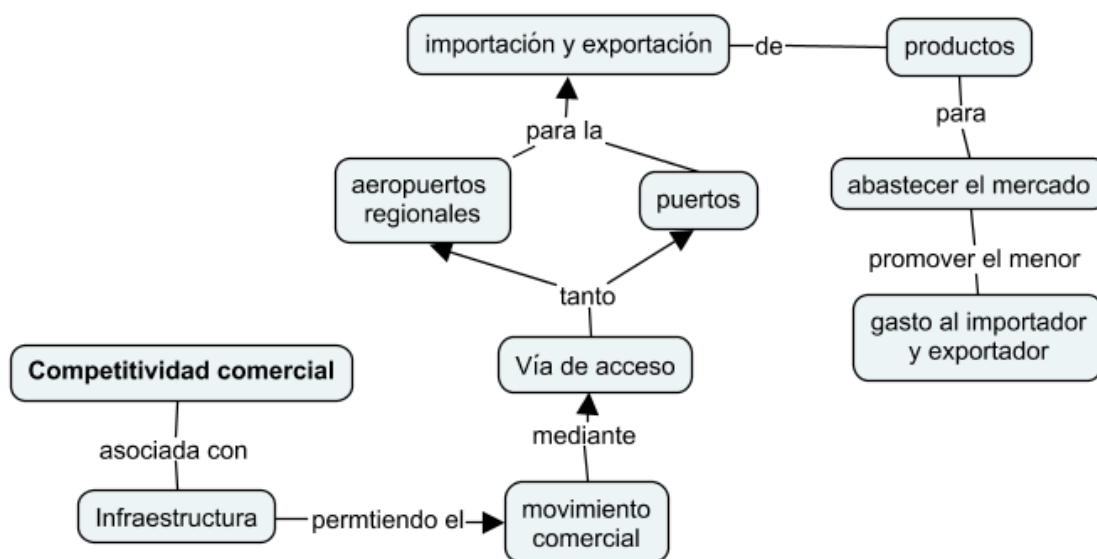 importación y exportación
de
productos
para la
para
aeropuertos
regionales
puertos
abastecer el mercado
promover el menor
tanto
gasto al importador
y exportador
Competitividad comercial
Vía de acceso
asociada con
mediante
Infraestructura
permtiendo el
movimiento
comercial